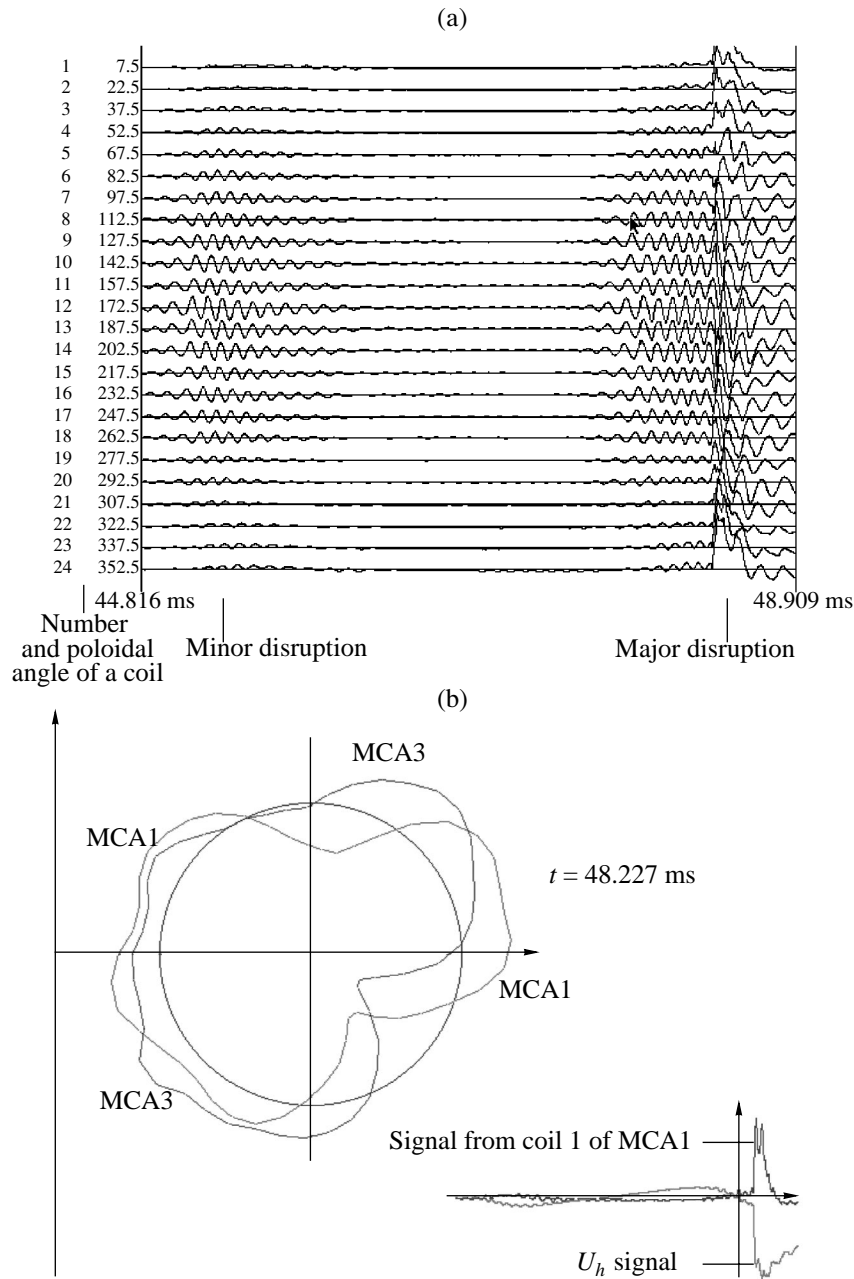 (a)
1 7.5
2 22.5
3 37.5
4 52.5
5 67.5
6 82.5
7 97.5
8 112.5
9 127.5
10 142.5
11 157.5
12 172.5
13 187.5
14 202.5
15 217.5
16 232.5
17 247.5
18 262.5
19 277.5
20 292.5
21 307.5
22 322.5
23 337.5
24 352.5
44.816 ms 48.909 ms
Number
and poloidal
angle of a coil
Minor disruption Major disruption
(b)
MCA3
MCA1
t = 48.227 ms
MCA1
MCA3
Signal from coil 1 of MCA1
U_h signal